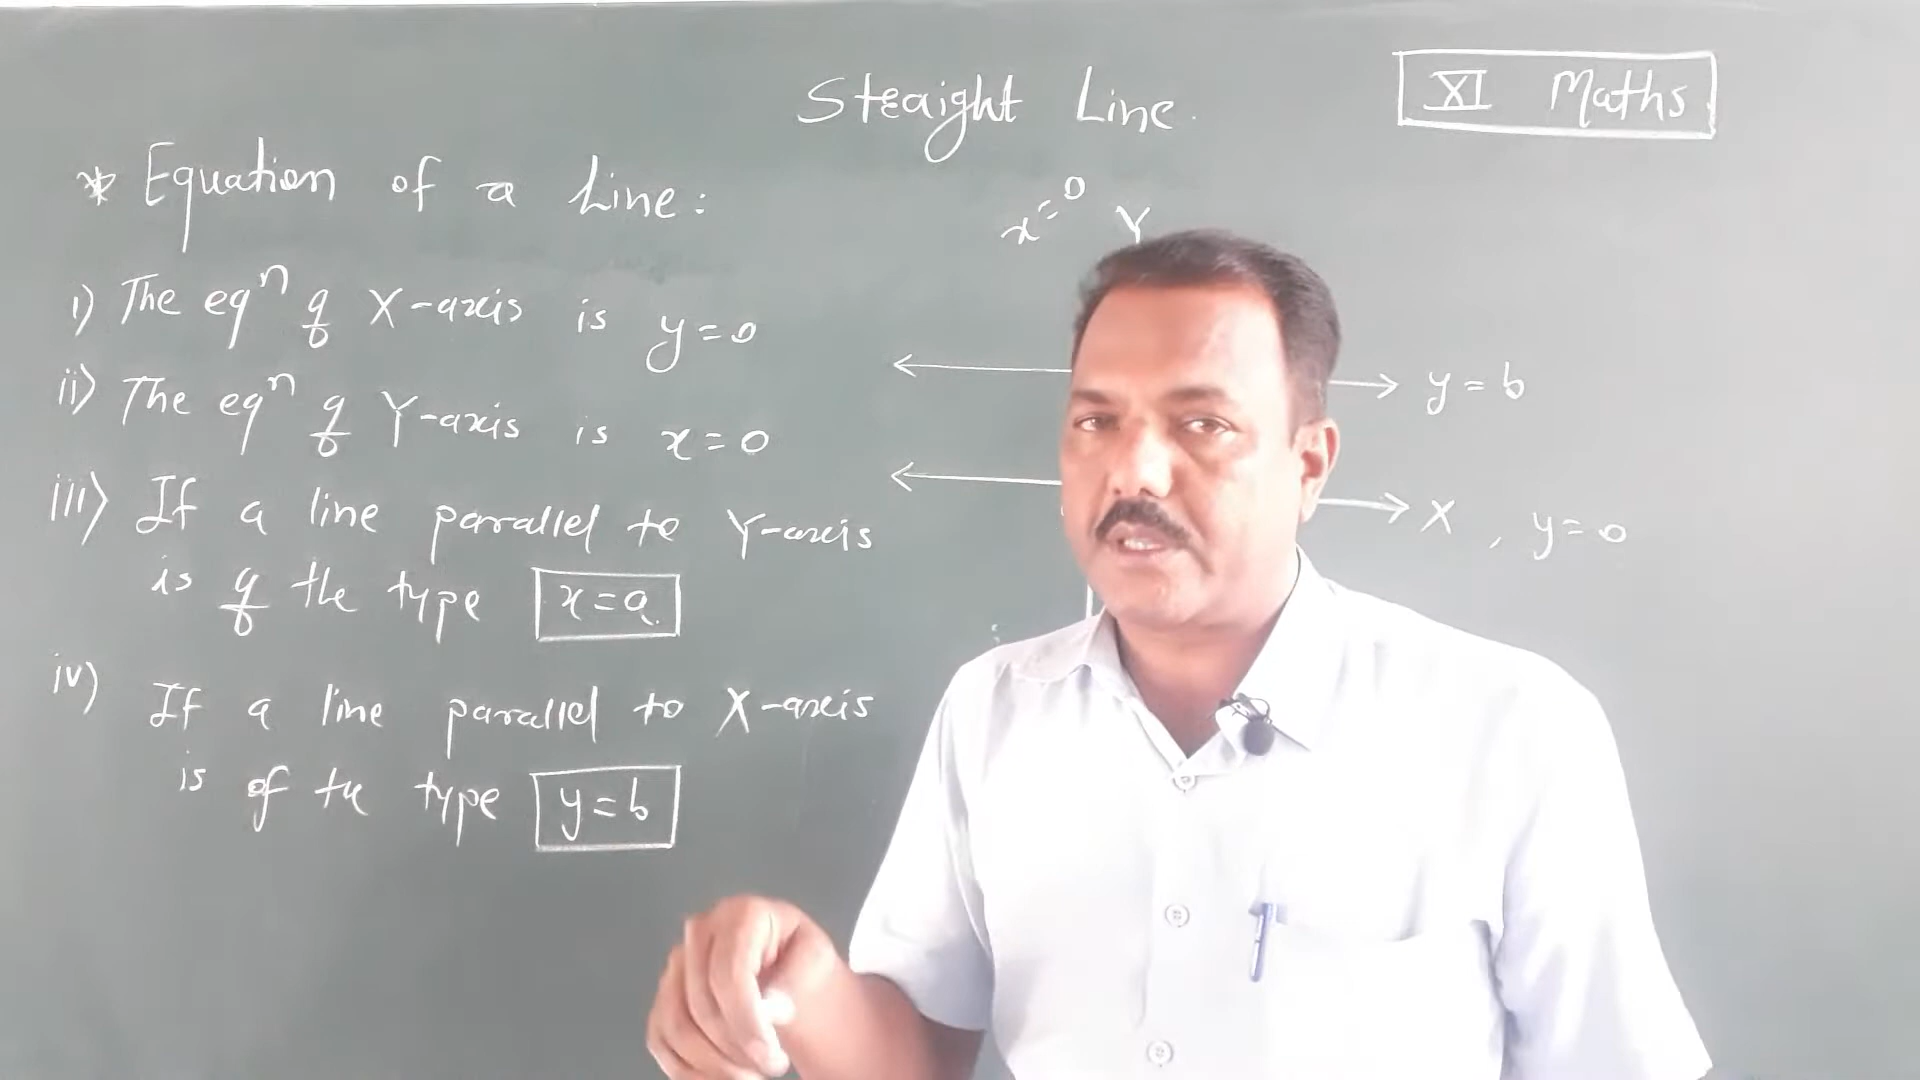 Straight Line.
XI Maths
* Equation of a Line:
i) The eqⁿ of X-axis is y=0
ii) The eqⁿ of Y-axis is x=0
iii) If a line parallel to Y-axis
is of the type x=a
iv) If a line parallel to X-axis
is of the type y=b
x=0 Y
y=b
X, y=0